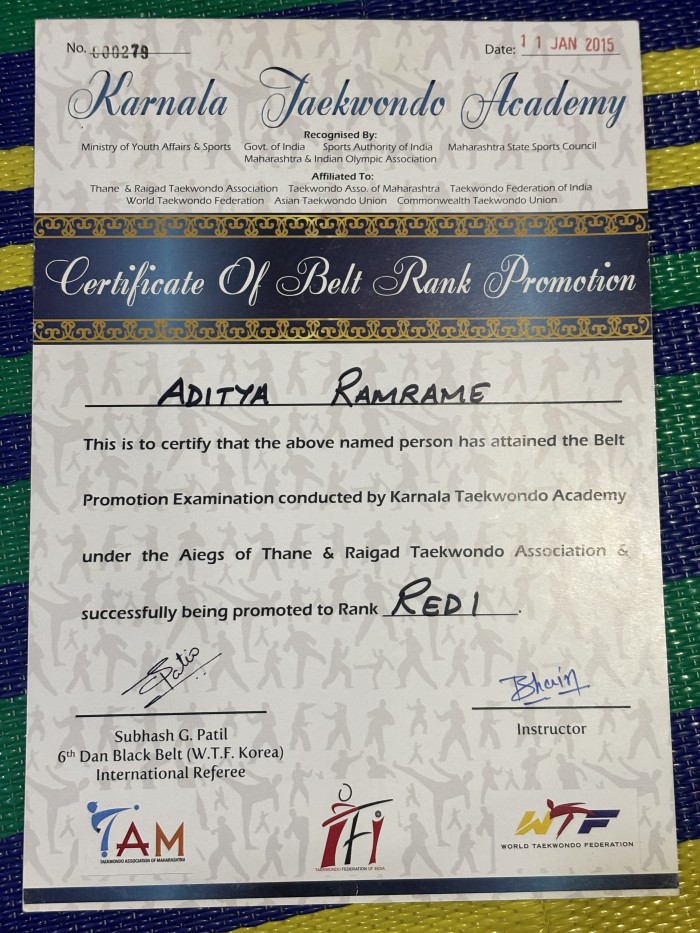 No. 000279
Date: 11 JAN 2015
Karnala Taekwondo Academy
Recognised By:
Ministry of Youth Affairs & Sports Govt. of India Sports Authority of India Maharashtra State Sports Council
Maharashtra & Indian Olympic Association
Affiliated To:
Thane & Raigad Taekwondo Association Taekwondo Asso. of Maharashtra Taekwondo Federation of India
World Taekwondo Federation Asian Taekwondo Union Commonwealth Taekwondo Union
Certificate Of Belt Rank Promotion
ADITYA RAMRAME
This is to certify that the above named person has attained the Belt
Promotion Examination conducted by Karnala Taekwondo Academy
under the Aiegs of Thane & Raigad Taekwondo Association &
successfully being promoted to Rank RED 1.
Subhash G. Patil
6th Dan Black Belt (W.T.F. Korea)
International Referee
Instructor
TAM
TAEKWONDO ASSOCIATION OF MAHARASHTRA
TFI
TAEKWONDO FEDERATION OF INDIA
WTF
WORLD TAEKWONDO FEDERATION